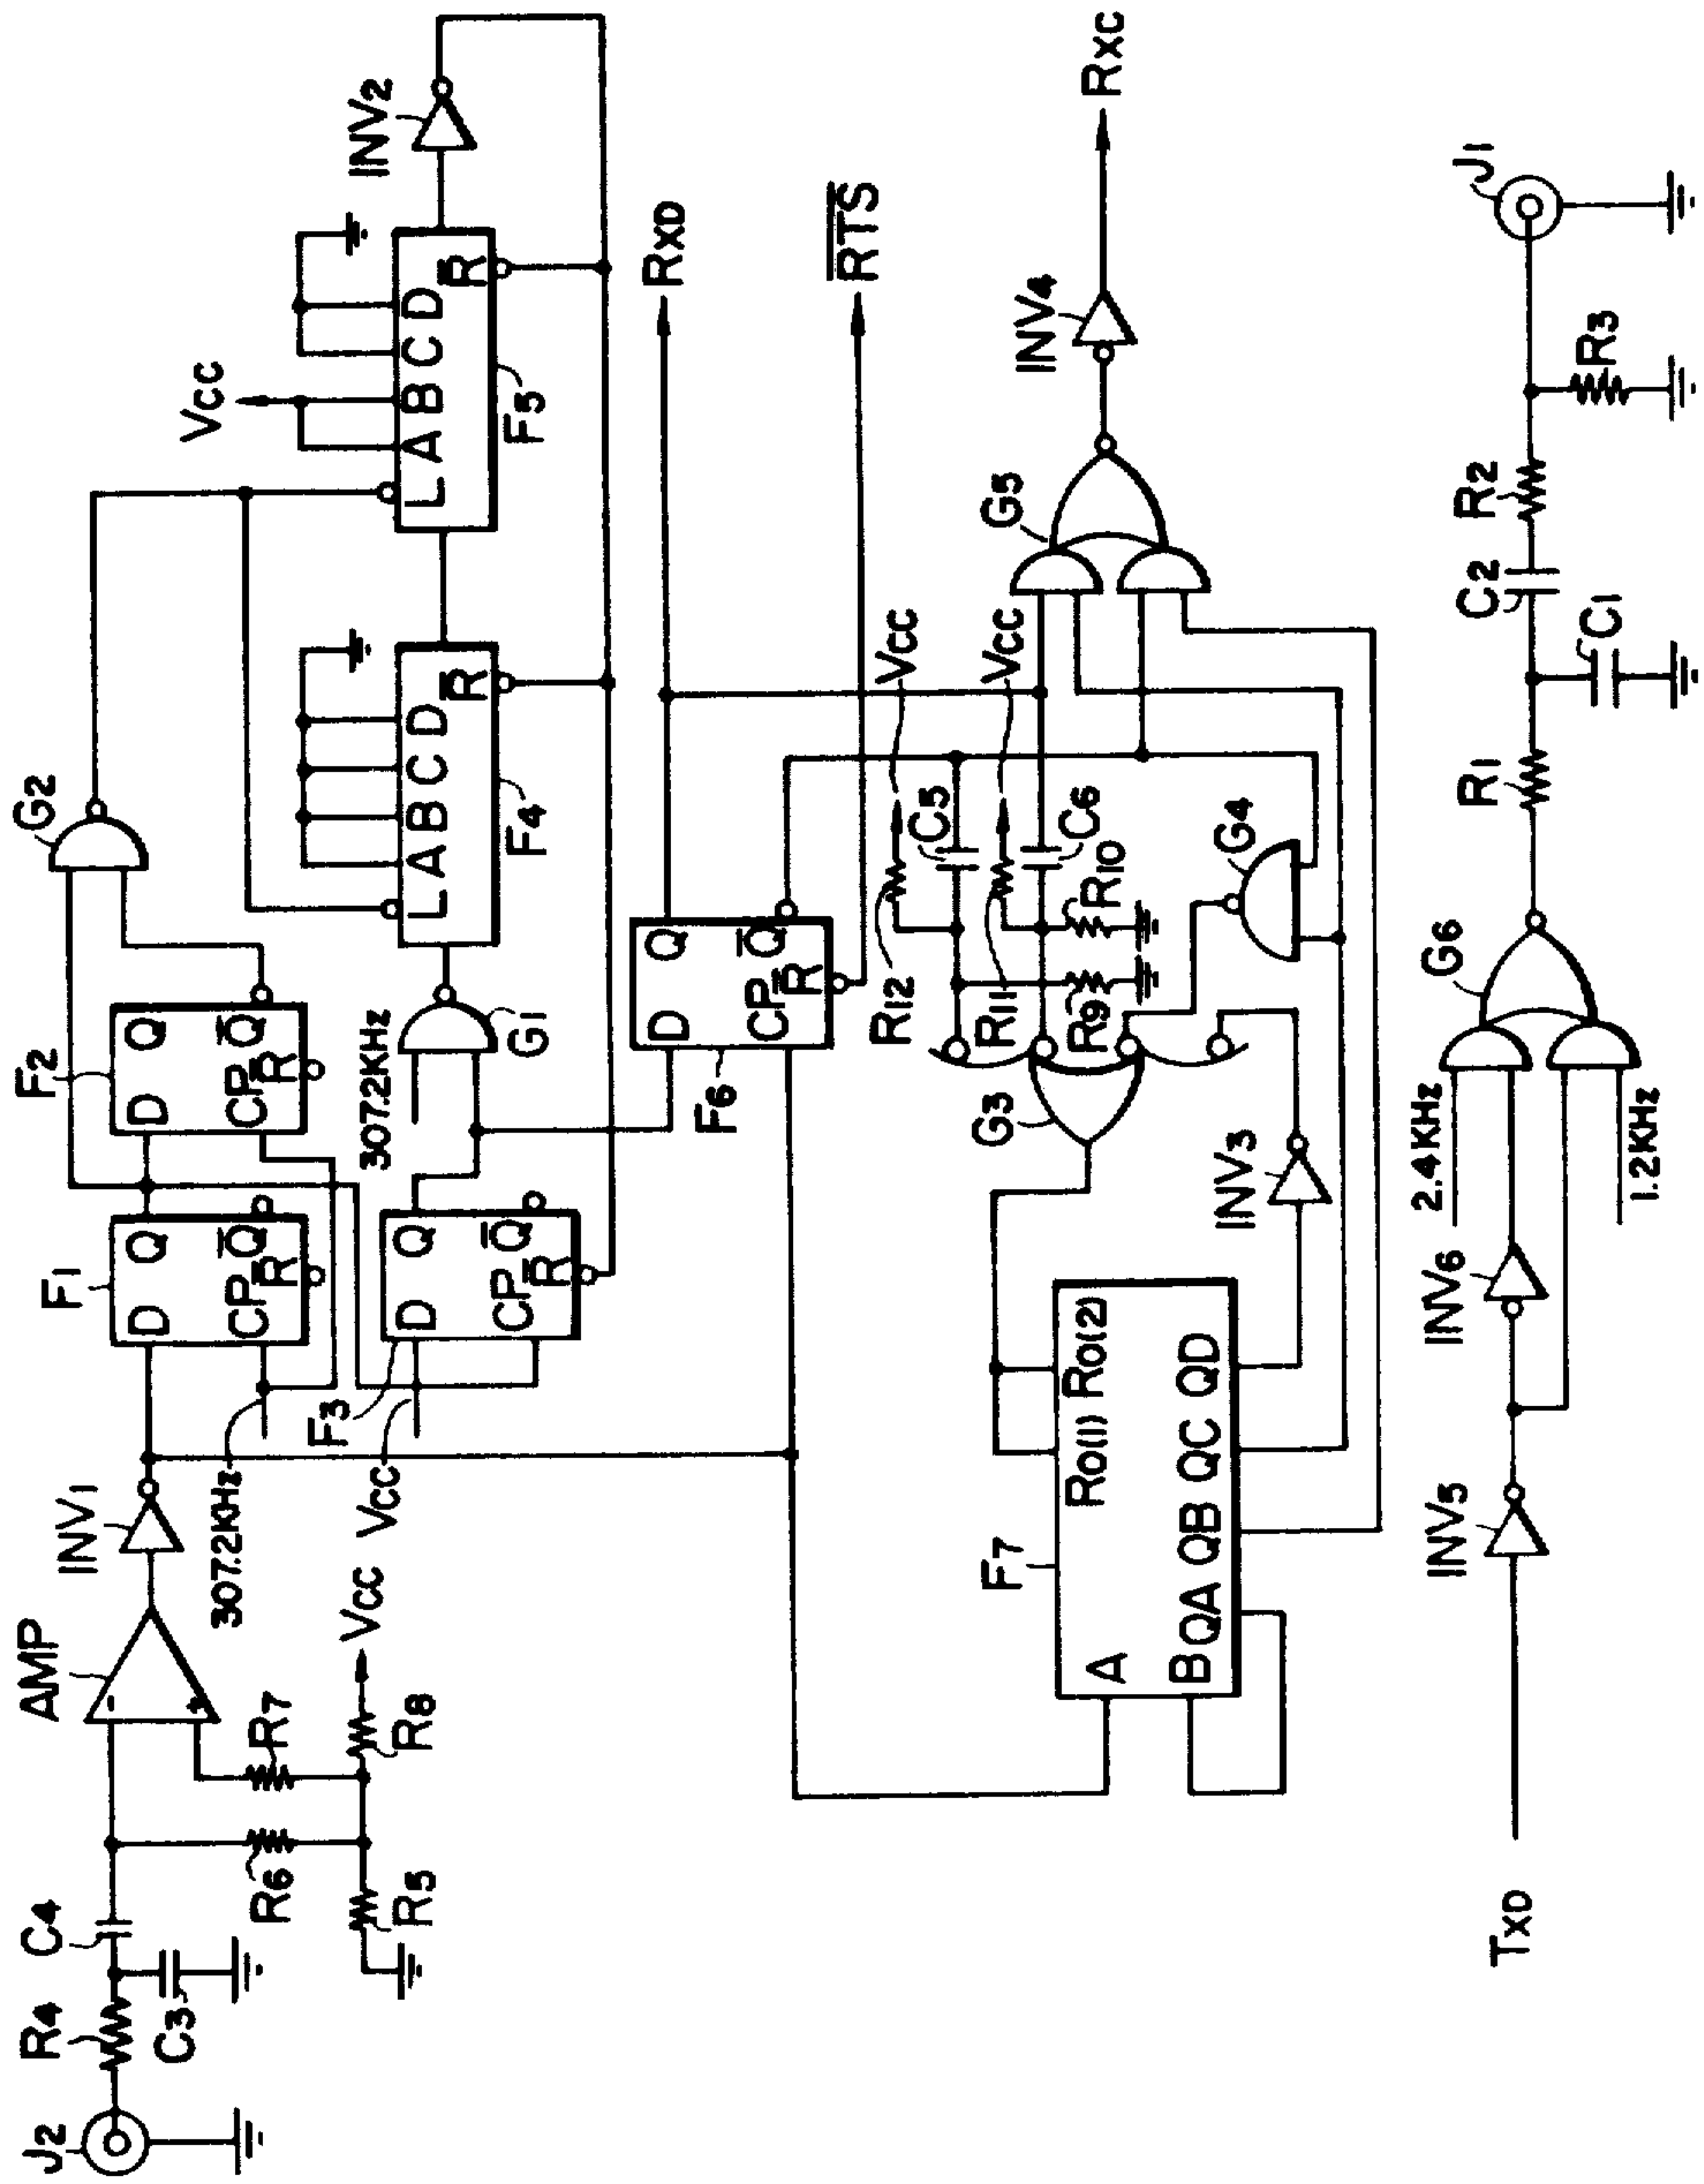 J2
R4
C3
C4
R6
R5
AMP
-
+
R7
R8
Vcc
INV1
307.2KHz
Vcc
F1
D Q
CP Q̅
R̅
F2
D Q
CP Q̅
R̅
G2
F3
D Q
CP Q̅
R̅
307.2KHz
G1
L A B C D
R̅
F4
Vcc
L A B C D
R̅
F5
INV2
F6
D Q
CP Q̅
R̅
RXD
R̅T̅S̅
R12
Vcc
C5
R11
Vcc
C6
R9
R10
G3
G4
G5
INV4
RXC
F7
A
R0(1) R0(2)
B QA QB QC QD
INV3
TXD
INV5
INV6
2.4KHz
1.2KHz
G6
R1
C1
C2
R2
R3
J1